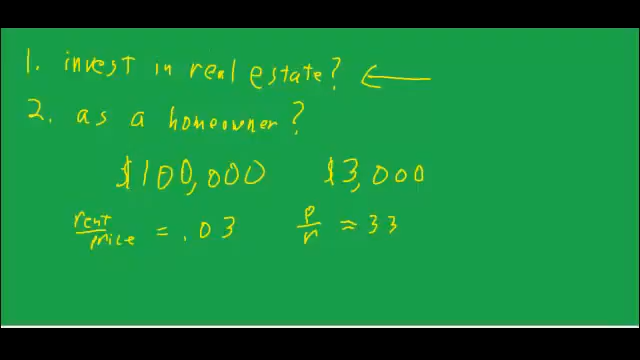 1. invest in real estate? ←
2. as a homeowner?
$100,000 $3,000
rent/price = .03 p/r ≈ 33